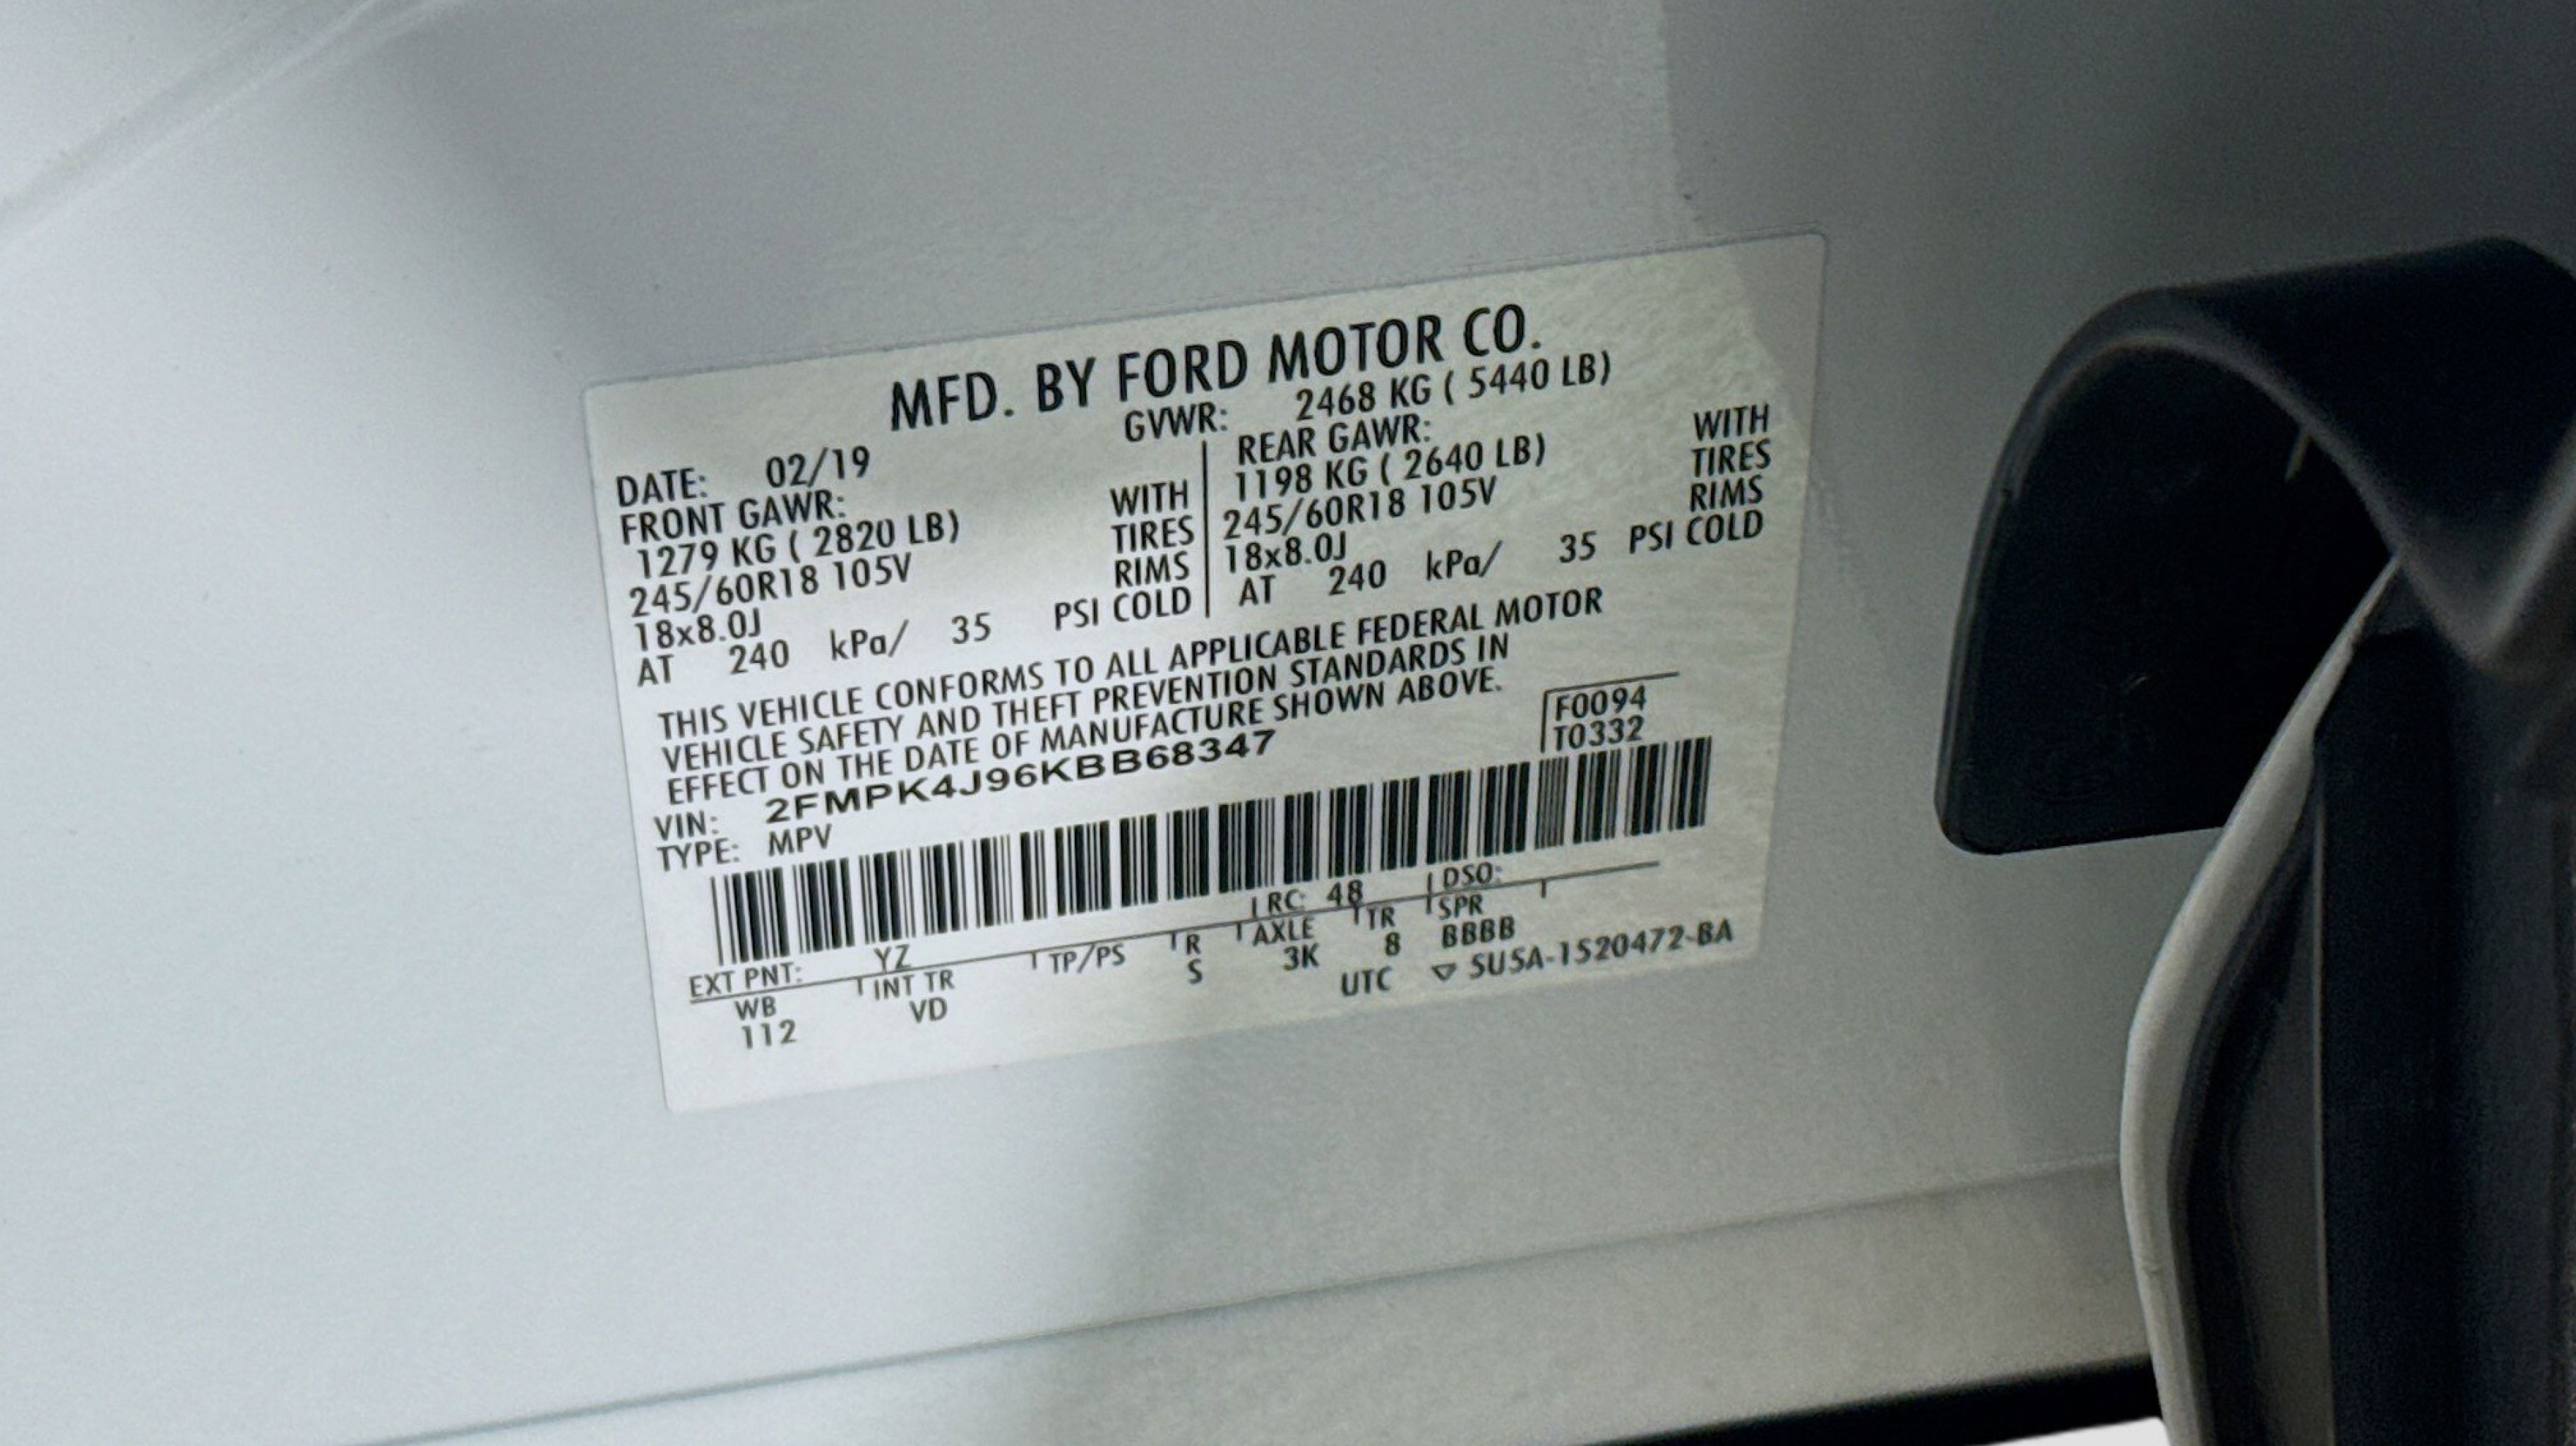 MFD. BY FORD MOTOR CO.
DATE: 02/19 GVWR: 2468 KG ( 5440 LB)
FRONT GAWR: REAR GAWR:
1279 KG ( 2820 LB) WITH 1198 KG ( 2640 LB) WITH
245/60R18 105V TIRES 245/60R18 105V TIRES
18x8.0J RIMS 18x8.0J RIMS
AT 240 kPa/ 35 PSI COLD AT 240 kPa/ 35 PSI COLD
THIS VEHICLE CONFORMS TO ALL APPLICABLE FEDERAL MOTOR
VEHICLE SAFETY AND THEFT PREVENTION STANDARDS IN
EFFECT ON THE DATE OF MANUFACTURE SHOWN ABOVE.
VIN: 2FMPK4J96KBB68347 F0094
TYPE: MPV T0332
EXT PNT: YZ RC: 48 DSO:
WB INT TR TP/PS R AXLE TR SPR
112 VD S 3K 8 BBBB
UTC ▽ 5U5A-1520472-BA